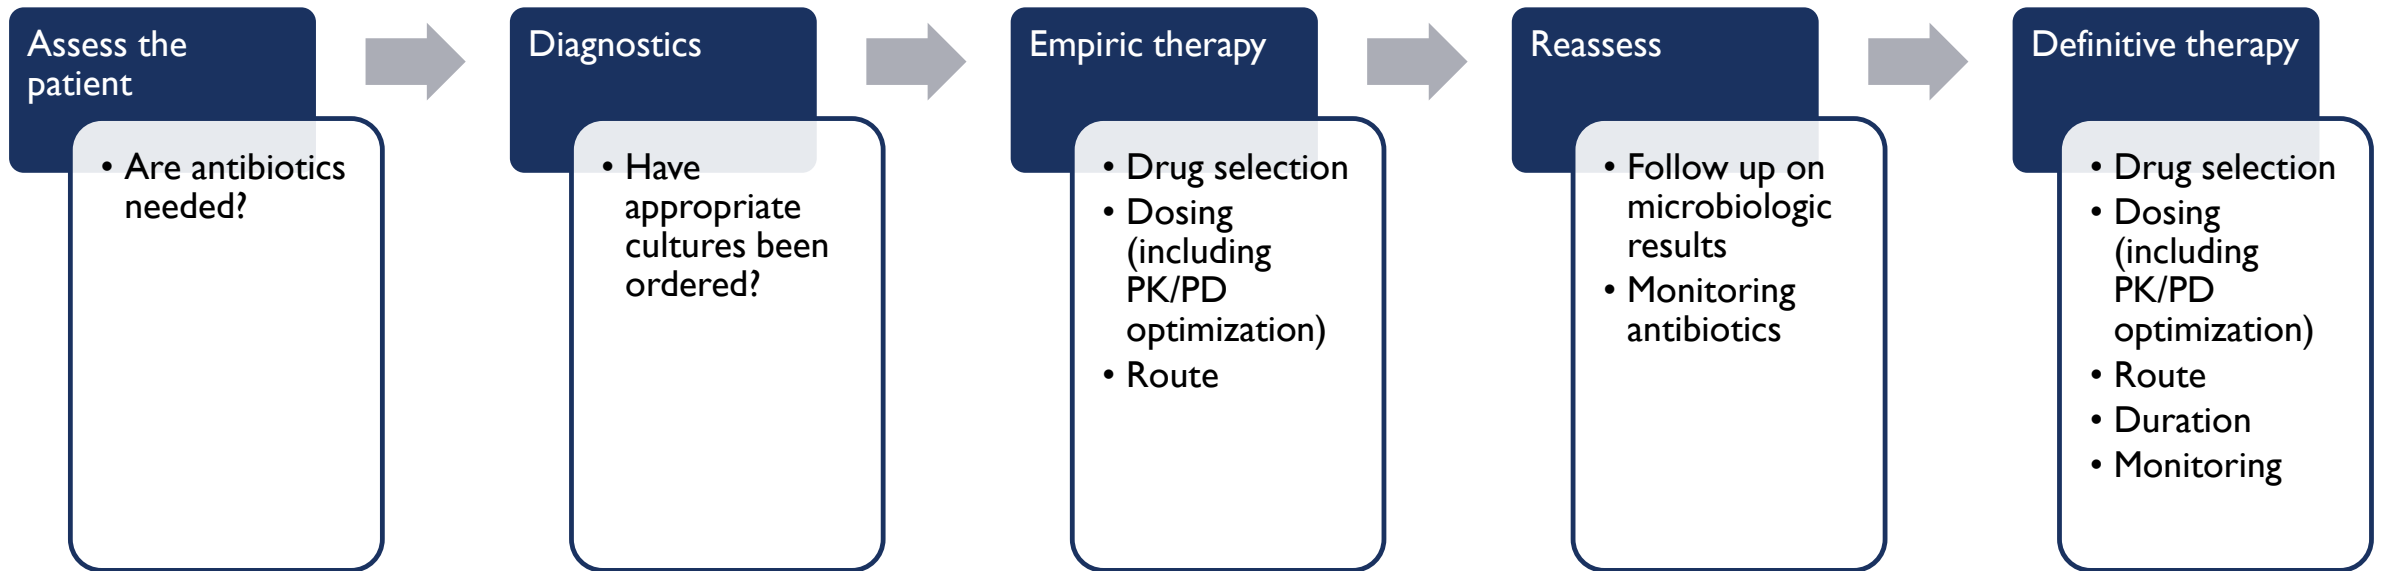 Assess the
patient
• Are antibiotics
needed?
Diagnostics
• Have
appropriate
cultures been
ordered?
Empiric therapy
• Drug selection
• Dosing
(including
PK/PD
optimization)
• Route
Reassess
• Follow up on
microbiologic
results
• Monitoring
antibiotics
Definitive therapy
• Drug selection
• Dosing
(including
PK/PD
optimization)
• Route
• Duration
• Monitoring